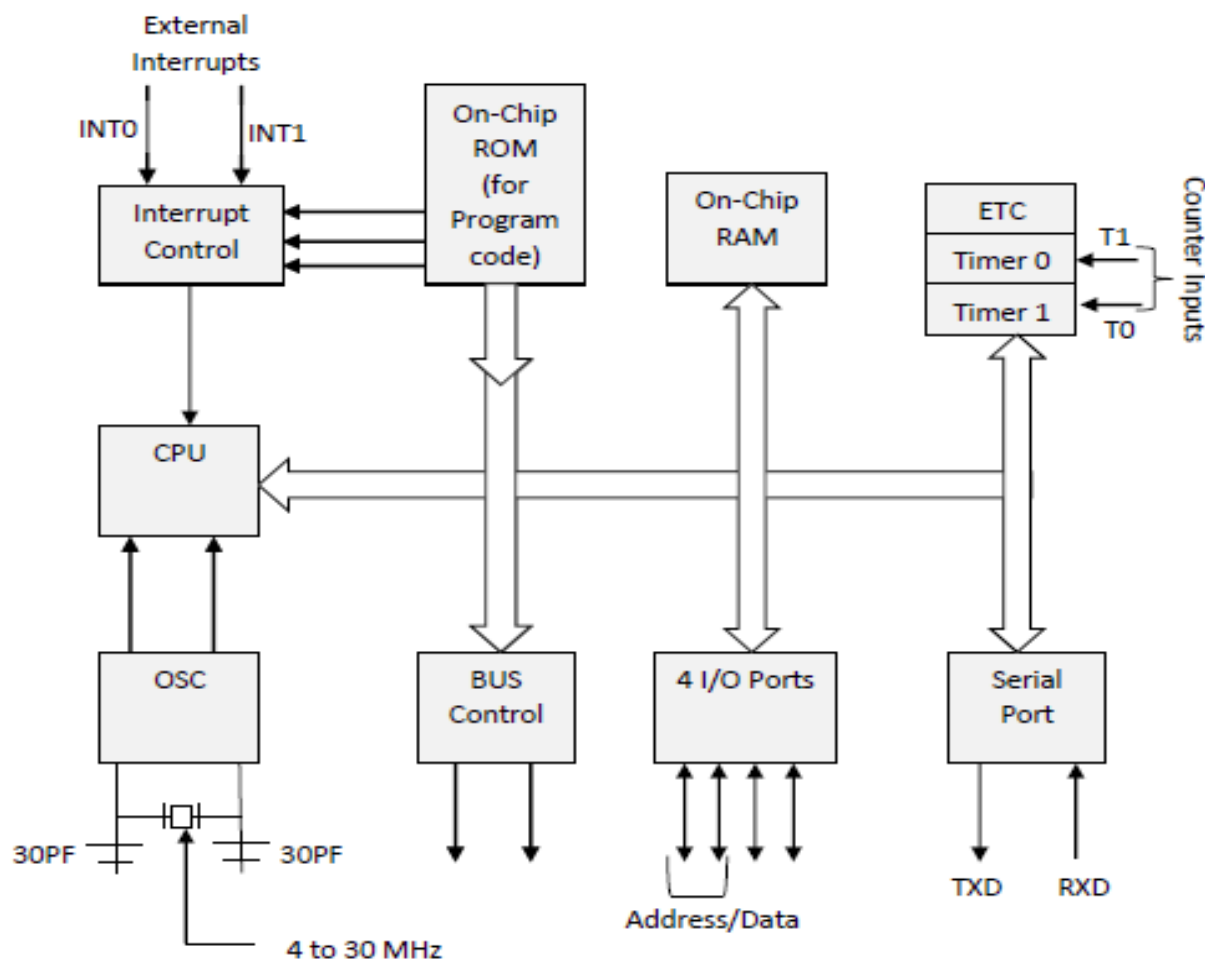 External
Interrupts
INT0
INT1
Interrupt
Control
On-Chip
ROM
(for
Program
code)
On-Chip
RAM
ETC
Timer 0
Timer 1
T1
T0
Counter Inputs
CPU
OSC
BUS
Control
4 I/O Ports
Serial
Port
30PF
30PF
4 to 30 MHz
Address/Data
TXD
RXD